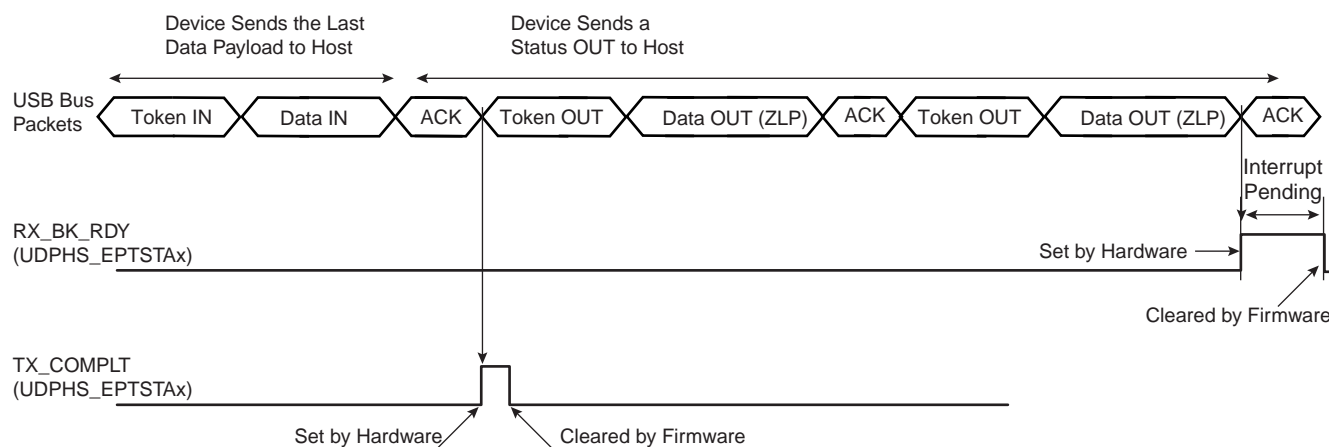 Device Sends the Last
Data Payload to Host
Device Sends a
Status OUT to Host
USB Bus
Packets
Token IN
Data IN
ACK
Token OUT
Data OUT (ZLP)
ACK
Token OUT
Data OUT (ZLP)
ACK
Interrupt
Pending
RX_BK_RDY
(UDPHS_EPTSTAx)
Set by Hardware
Cleared by Firmware
TX_COMPLT
(UDPHS_EPTSTAx)
Set by Hardware
Cleared by Firmware